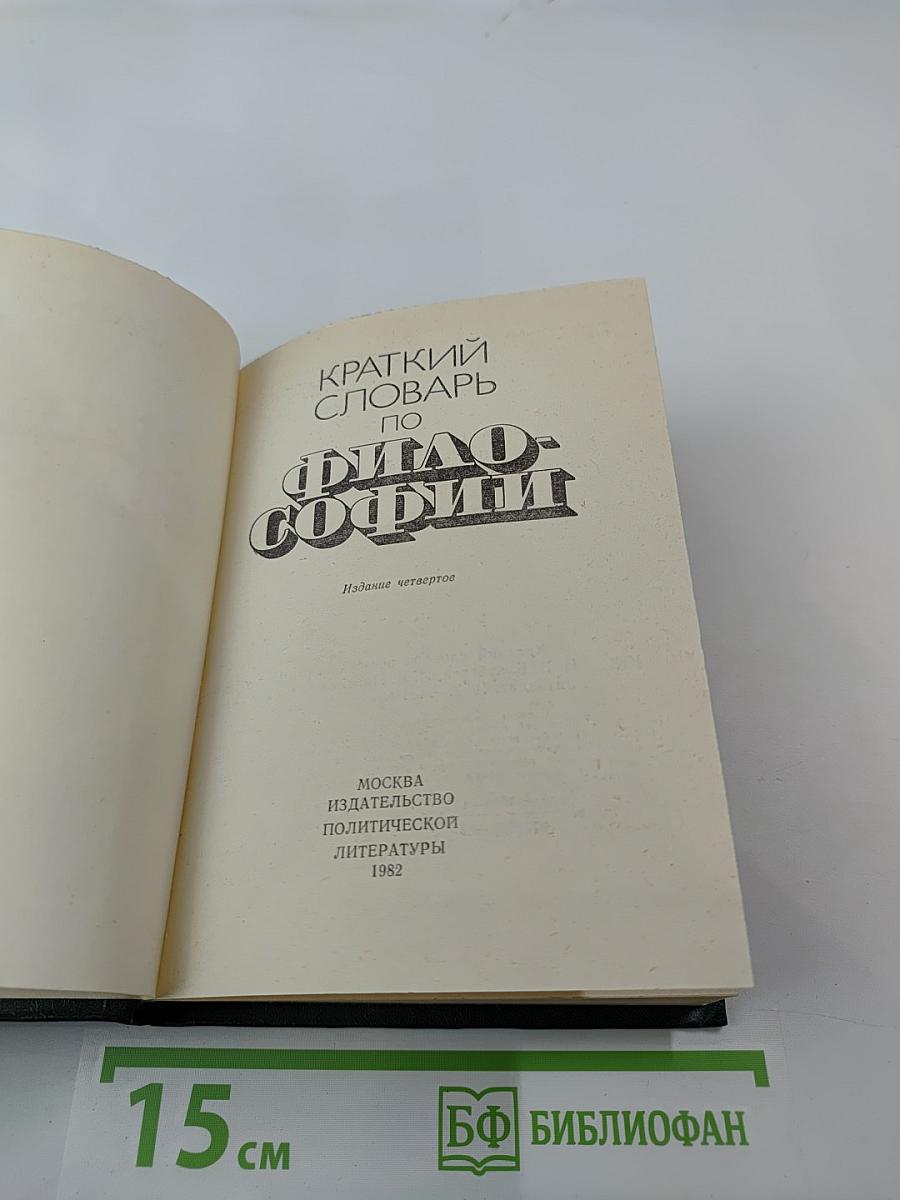 КРАТКИЙ
СЛОВАРЬ
ПО
ФИЛО-
СОФИИ
Издание четвертое
МОСКВА
ИЗДАТЕЛЬСТВО
ПОЛИТИЧЕСКОЙ
ЛИТЕРАТУРЫ
1982
15 см
БФ БИБЛИОФАН